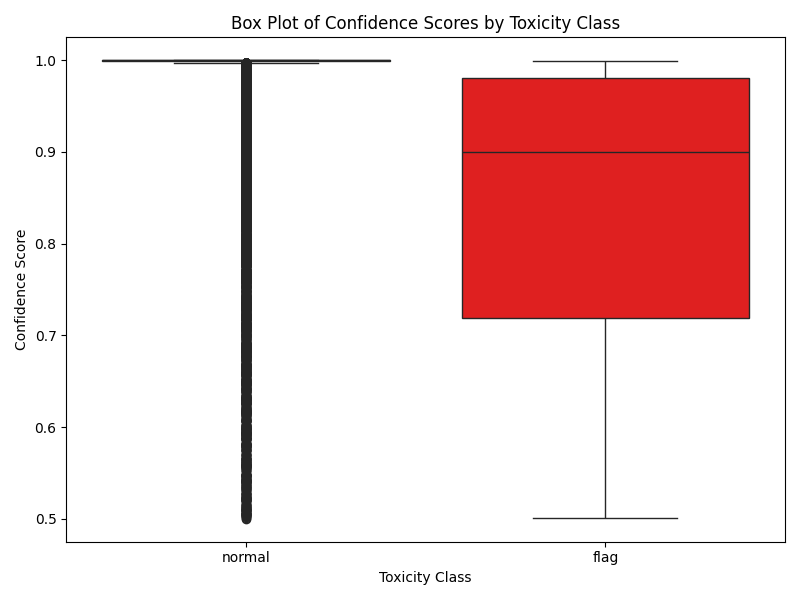 Box Plot of Confidence Scores by Toxicity Class
1.0
0.9
0.8
0.7
0.6
0.5
Confidence Score
normal
flag
Toxicity Class